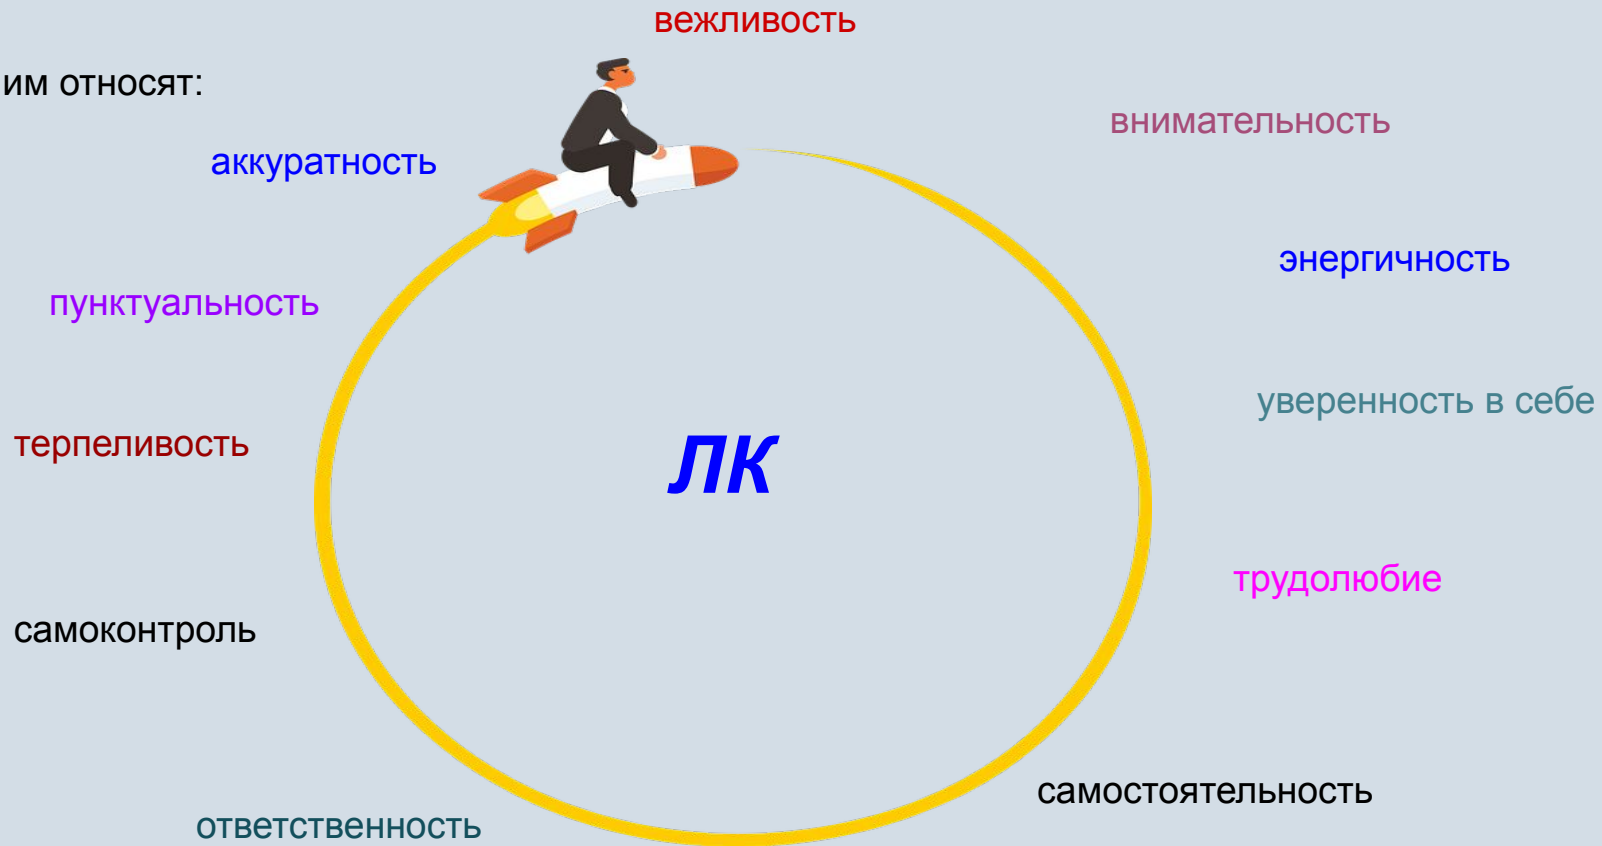 вежливость
им относят:
внимательность
аккуратность
энергичность
пунктуальность
уверенность в себе
терпеливость
ЛК
трудолюбие
самоконтроль
самостоятельность
ответственность